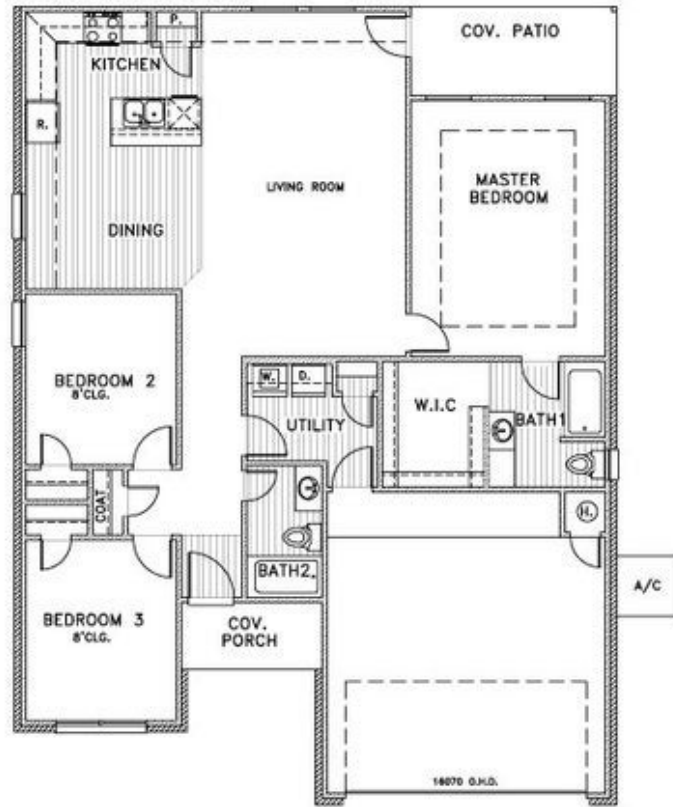 P.
COV. PATIO
KITCHEN
R.
LIVING ROOM
MASTER
BEDROOM
DINING
BEDROOM 2
8'CLG.
W.
D.
W.I.C
BATH1
UTILITY
COAT
H.
BATH2.
A/C
BEDROOM 3
8'CLG.
COV.
PORCH
16070 O.H.D.